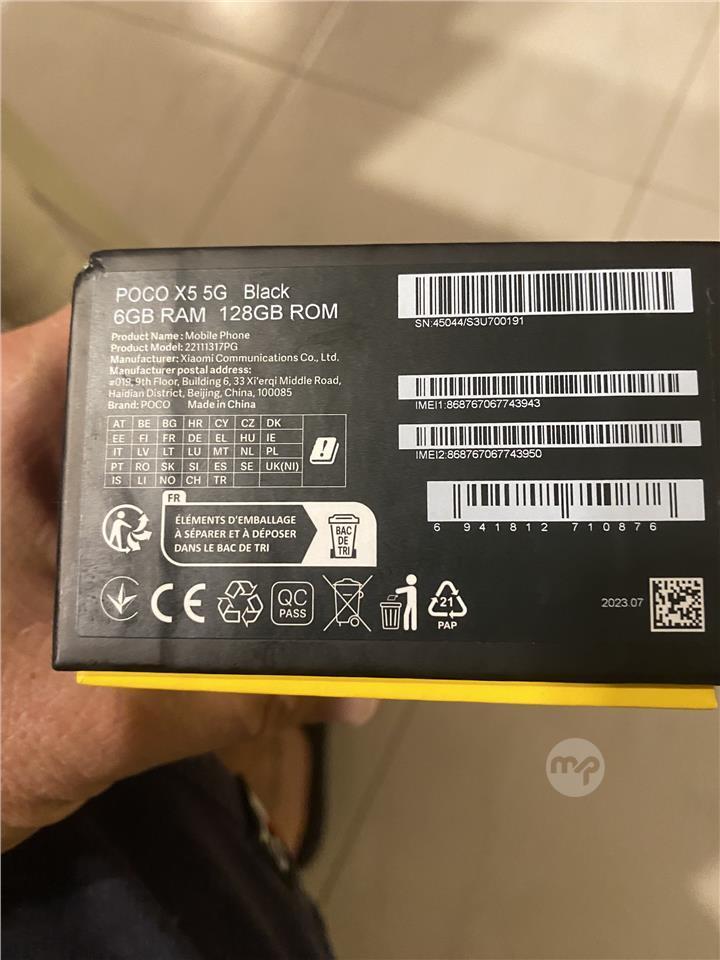 POCO X5 5G Black
6GB RAM 128GB ROM
Product Name: Mobile Phone
Product Model: 22111317PG
Manufacturer: Xiaomi Communications Co., Ltd.
Manufacturer postal address:
#019, 9th Floor, Building 6, 33 Xi'erqi Middle Road,
Haidian District, Beijing, China, 100085
Brand: POCO Made in China
AT BE BG HR CY CZ DK
EE FI FR DE EL HU IE
IT LV LT LU MT NL PL
PT RO SK SI ES SE UK(NI)
IS LI NO CH TR
FR
ÉLÉMENTS D'EMBALLAGE
À SÉPARER ET À DÉPOSER
DANS LE BAC DE TRI
BAC
DE
TRI
CE
QC
PASS
21
PAP
SN:45044/S3U700191
IMEI1:868767067743943
IMEI2:868767067743950
6 941812 710876
2023.07
mp